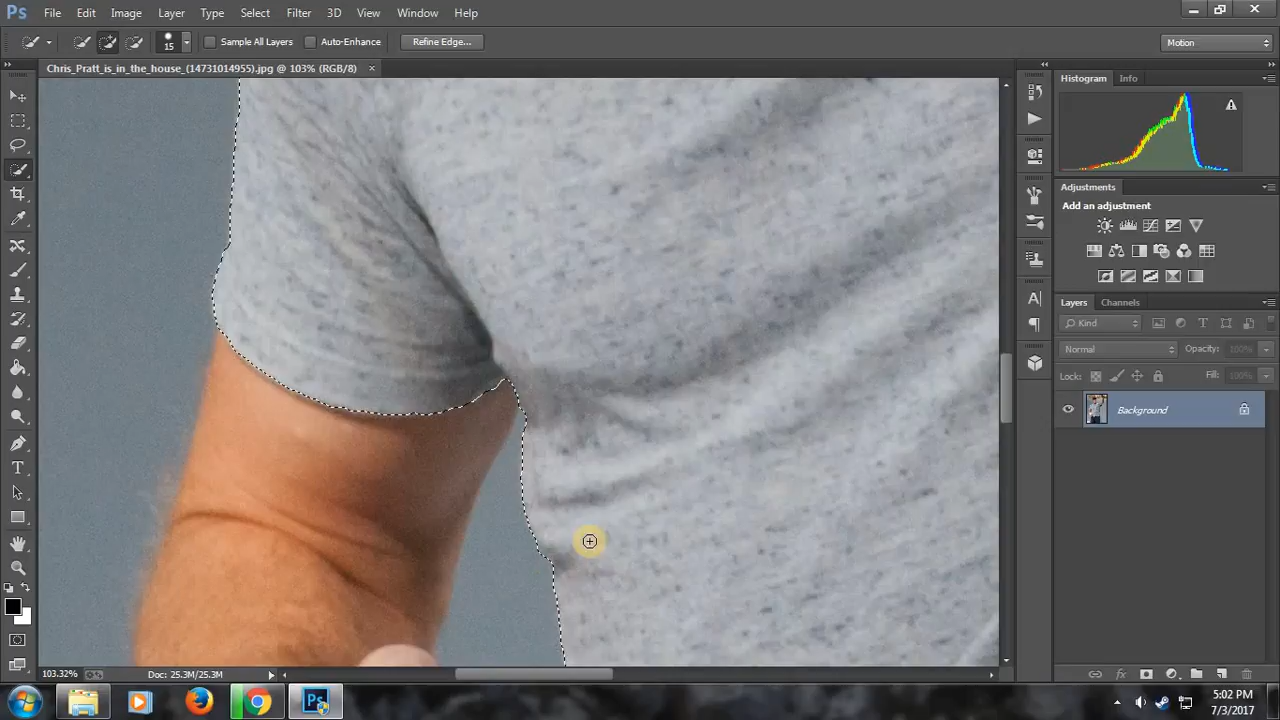 Ps File Edit Image Layer Type Select Filter 3D View Window Help
15 Sample All Layers Auto-Enhance Refine Edge... Motion
Chris_Pratt_is_in_the_house_(14731014955).jpg @ 103% (RGB/8)
Histogram Info
Adjustments
Add an adjustment
Layers Channels
Kind
Normal Opacity: 100%
Lock: Fill: 100%
Background
103.32% Doc: 25.3M/25.3M
Ps
5:02 PM
7/3/2017